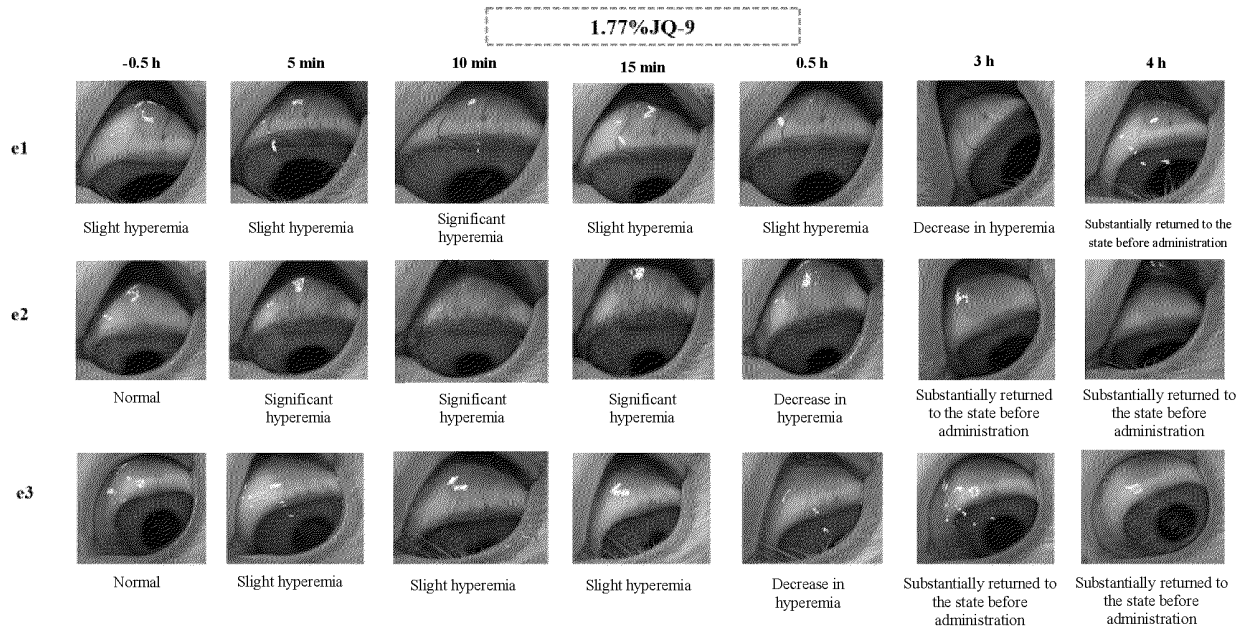 1.77%JQ-9
-0.5 h
5 min
10 min
15 min
0.5 h
3 h
4 h
e1
Slight hyperemia
Slight hyperemia
Significant
hyperemia
Slight hyperemia
Slight hyperemia
Decrease in hyperemia
Substantially returned to the
state before administration
e2
Normal
Significant
hyperemia
Significant
hyperemia
Significant
hyperemia
Decrease in
hyperemia
Substantially returned
to the state before
administration
Substantially returned to
the state before
administration
e3
Normal
Slight hyperemia
Slight hyperemia
Slight hyperemia
Decrease in
hyperemia
Substantially returned to
the state before
administration
Substantially returned to
the state before
administration